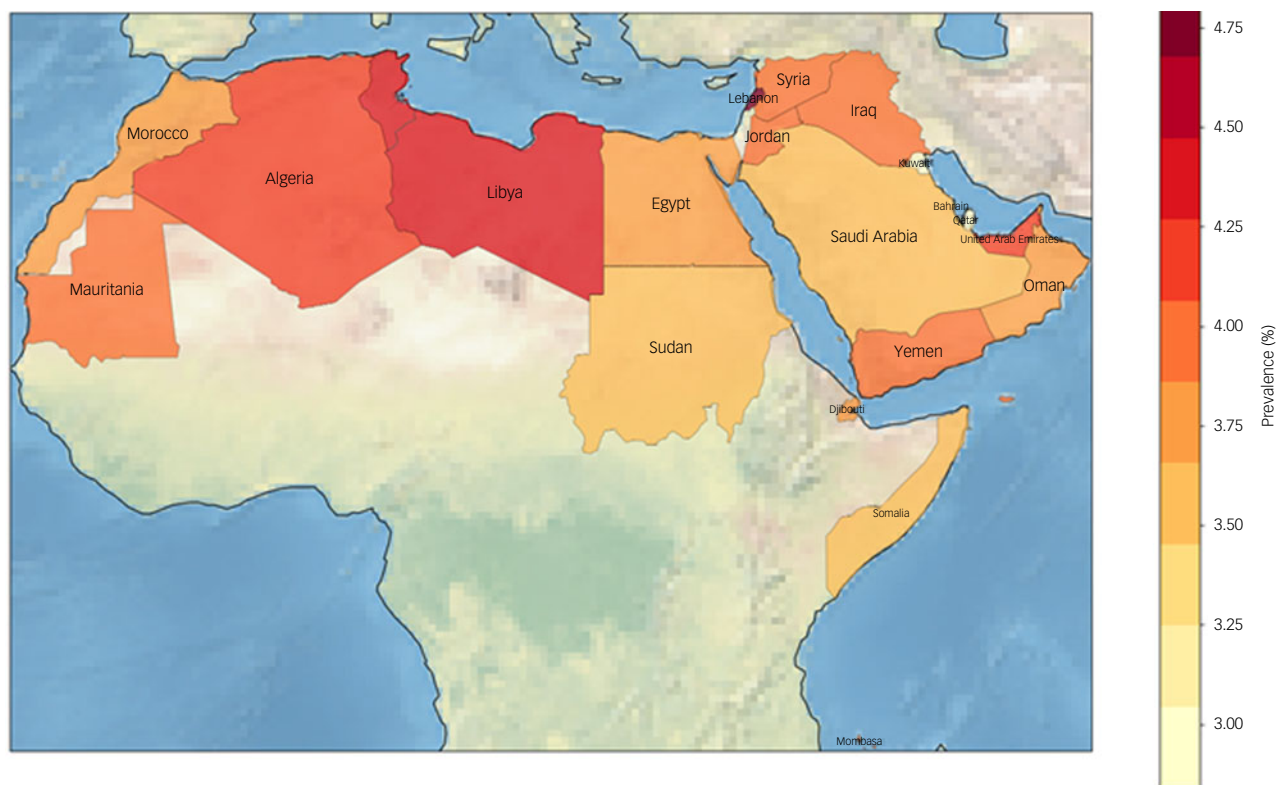 Syria
Lebanon
Iraq
Morocco
Jordan
Kuwait
Algeria
Libya
Egypt
Bahrain
Qatar
Saudi Arabia
United Arab Emirates
Mauritania
Oman
Sudan
Yemen
Djibouti
Somalia
Mombasa
4.75
4.50
4.25
4.00
3.75
3.50
3.25
3.00
Prevalence (%)